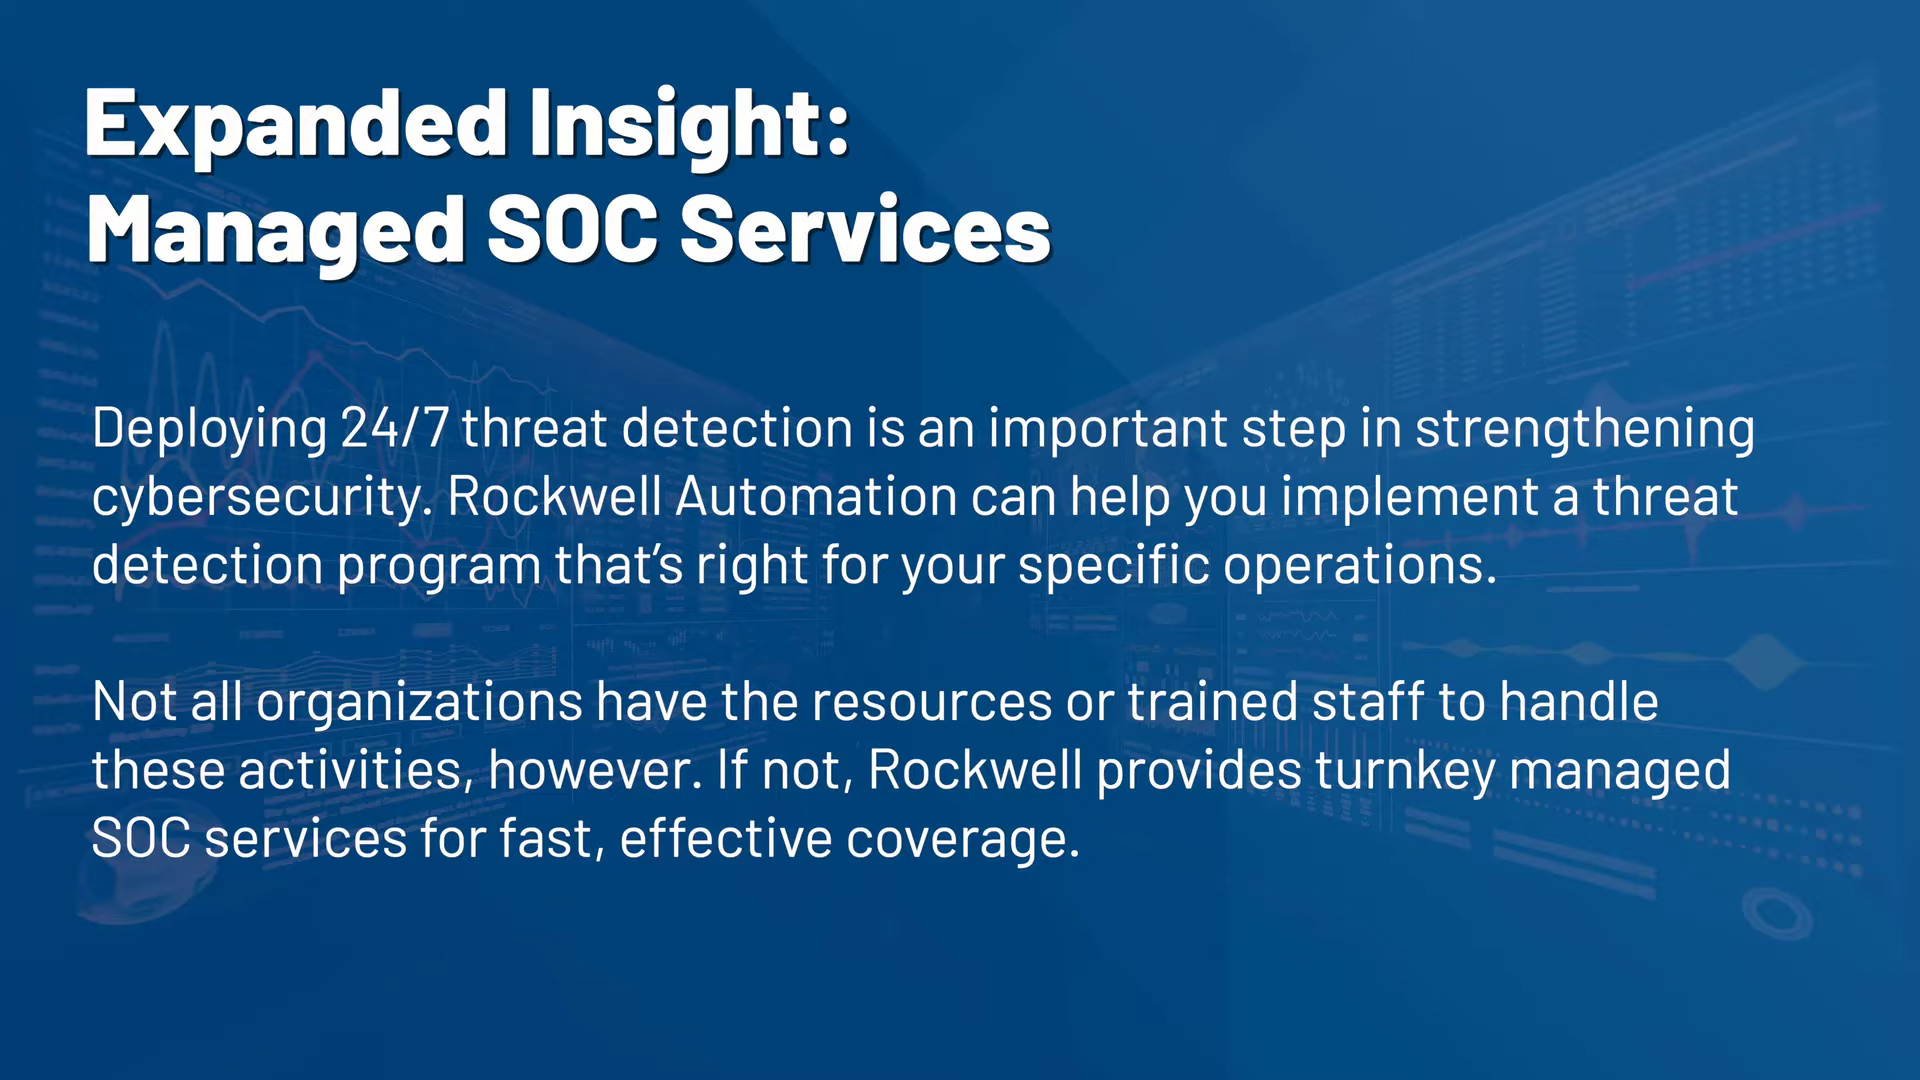 Expanded Insight:
Managed SOC Services
Deploying 24/7 threat detection is an important step in strengthening
cybersecurity. Rockwell Automation can help you implement a threat
detection program that’s right for your specific operations.
Not all organizations have the resources or trained staff to handle
these activities, however. If not, Rockwell provides turnkey managed
SOC services for fast, effective coverage.